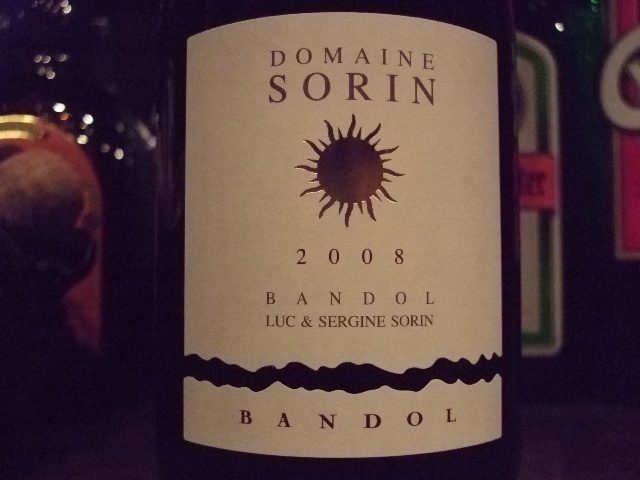 DOMAINE
SORIN
2008
BANDOL
LUC & SERGINE SORIN
BANDOL